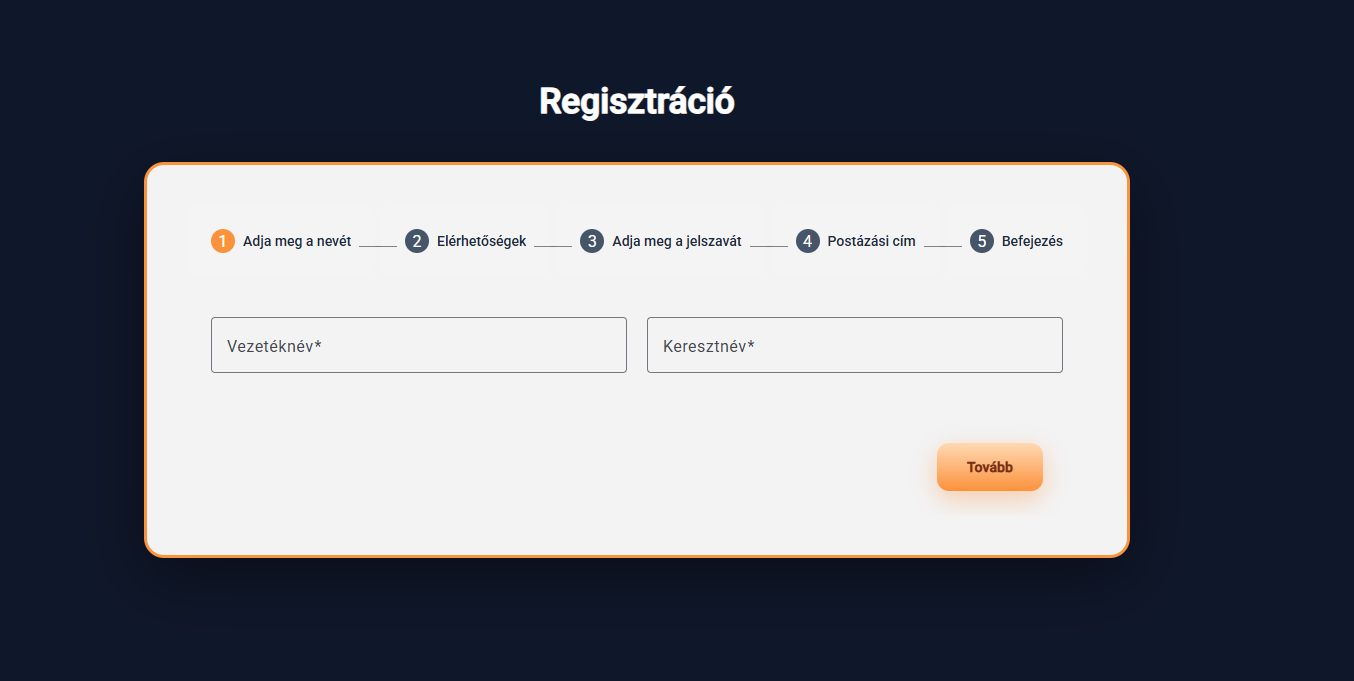 Regisztráció
1 Adja meg a nevét 2 Elérhetőségek 3 Adja meg a jelszavát 4 Postázási cím 5 Befejezés
Vezetéknév* Keresztnév*
Tovább